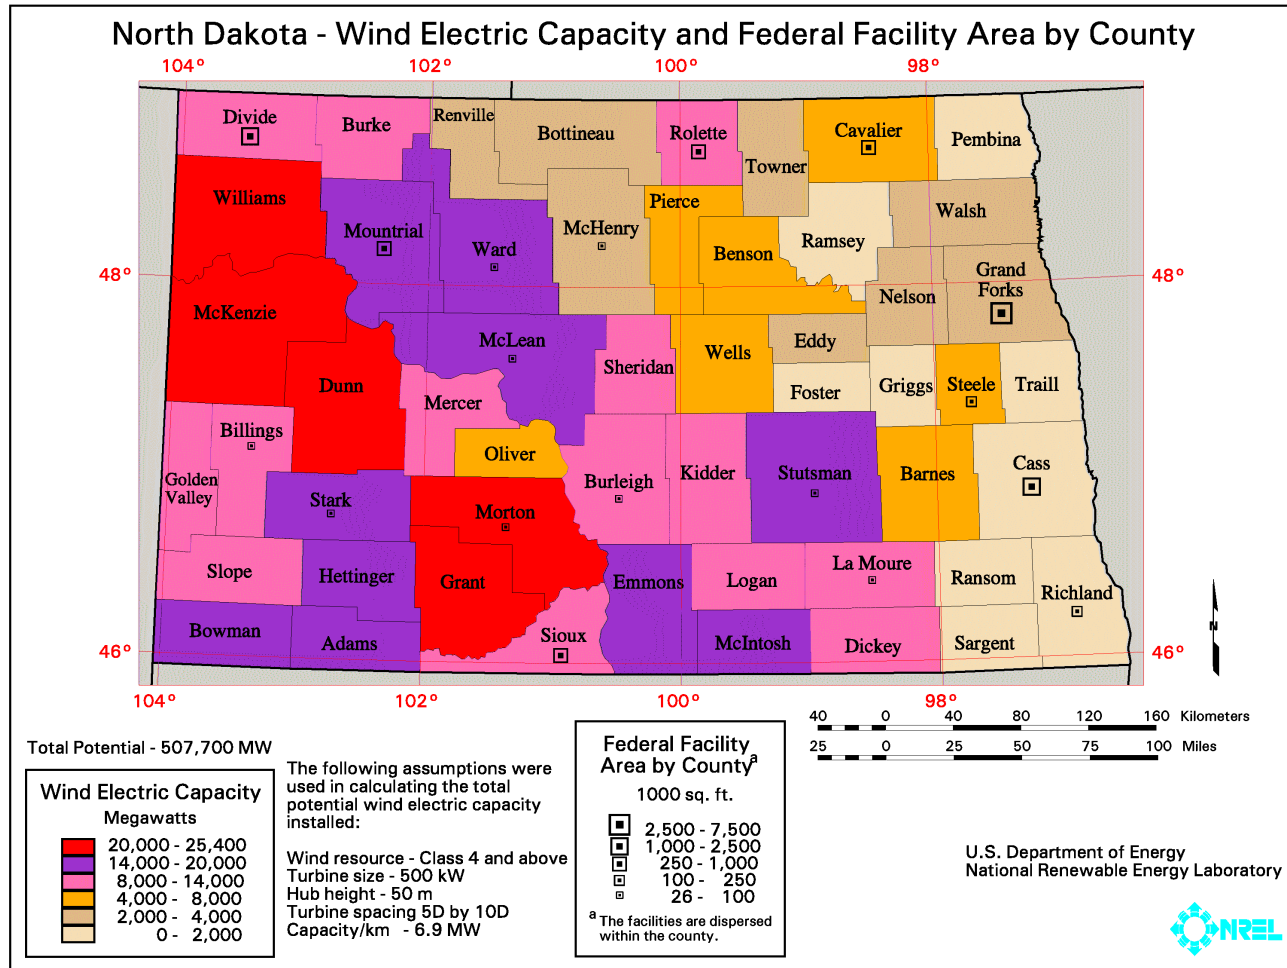 North Dakota - Wind Electric Capacity and Federal Facility Area by County
104° 102° 100° 98°
Divide
Burke
Renville
Bottineau
Rolette
Towner
Cavalier
Pembina
Williams
Mountrial
Ward
McHenry
Pierce
Benson
Ramsey
Walsh
48°
48°
McKenzie
Nelson
Grand
Forks
Dunn
McLean
Sheridan
Wells
Eddy
Foster
Griggs
Steele
Traill
Mercer
Billings
Oliver
Golden
Valley
Stark
Morton
Burleigh
Kidder
Stutsman
Barnes
Cass
Slope
Hettinger
Grant
Emmons
Logan
La Moure
Ransom
Richland
Bowman
Adams
Sioux
McIntosh
Dickey
Sargent
46°
46°
N
104° 102° 100° 98°
40 0 40 80 120 160 Kilometers
25 0 25 50 75 100 Miles
Total Potential - 507,700 MW
Wind Electric Capacity
Megawatts
20,000 - 25,400
14,000 - 20,000
8,000 - 14,000
4,000 - 8,000
2,000 - 4,000
0 - 2,000
The following assumptions were
used in calculating the total
potential wind electric capacity
installed:
Wind resource - Class 4 and above
Turbine size - 500 kW
Hub height - 50 m
Turbine spacing 5D by 10D
Capacity/km - 6.9 MW
Federal Facility
Area by County a
1000 sq. ft.
2,500 - 7,500
1,000 - 2,500
250 - 1,000
100 - 250
26 - 100
a The facilities are dispersed
within the county.
U.S. Department of Energy
National Renewable Energy Laboratory
NREL